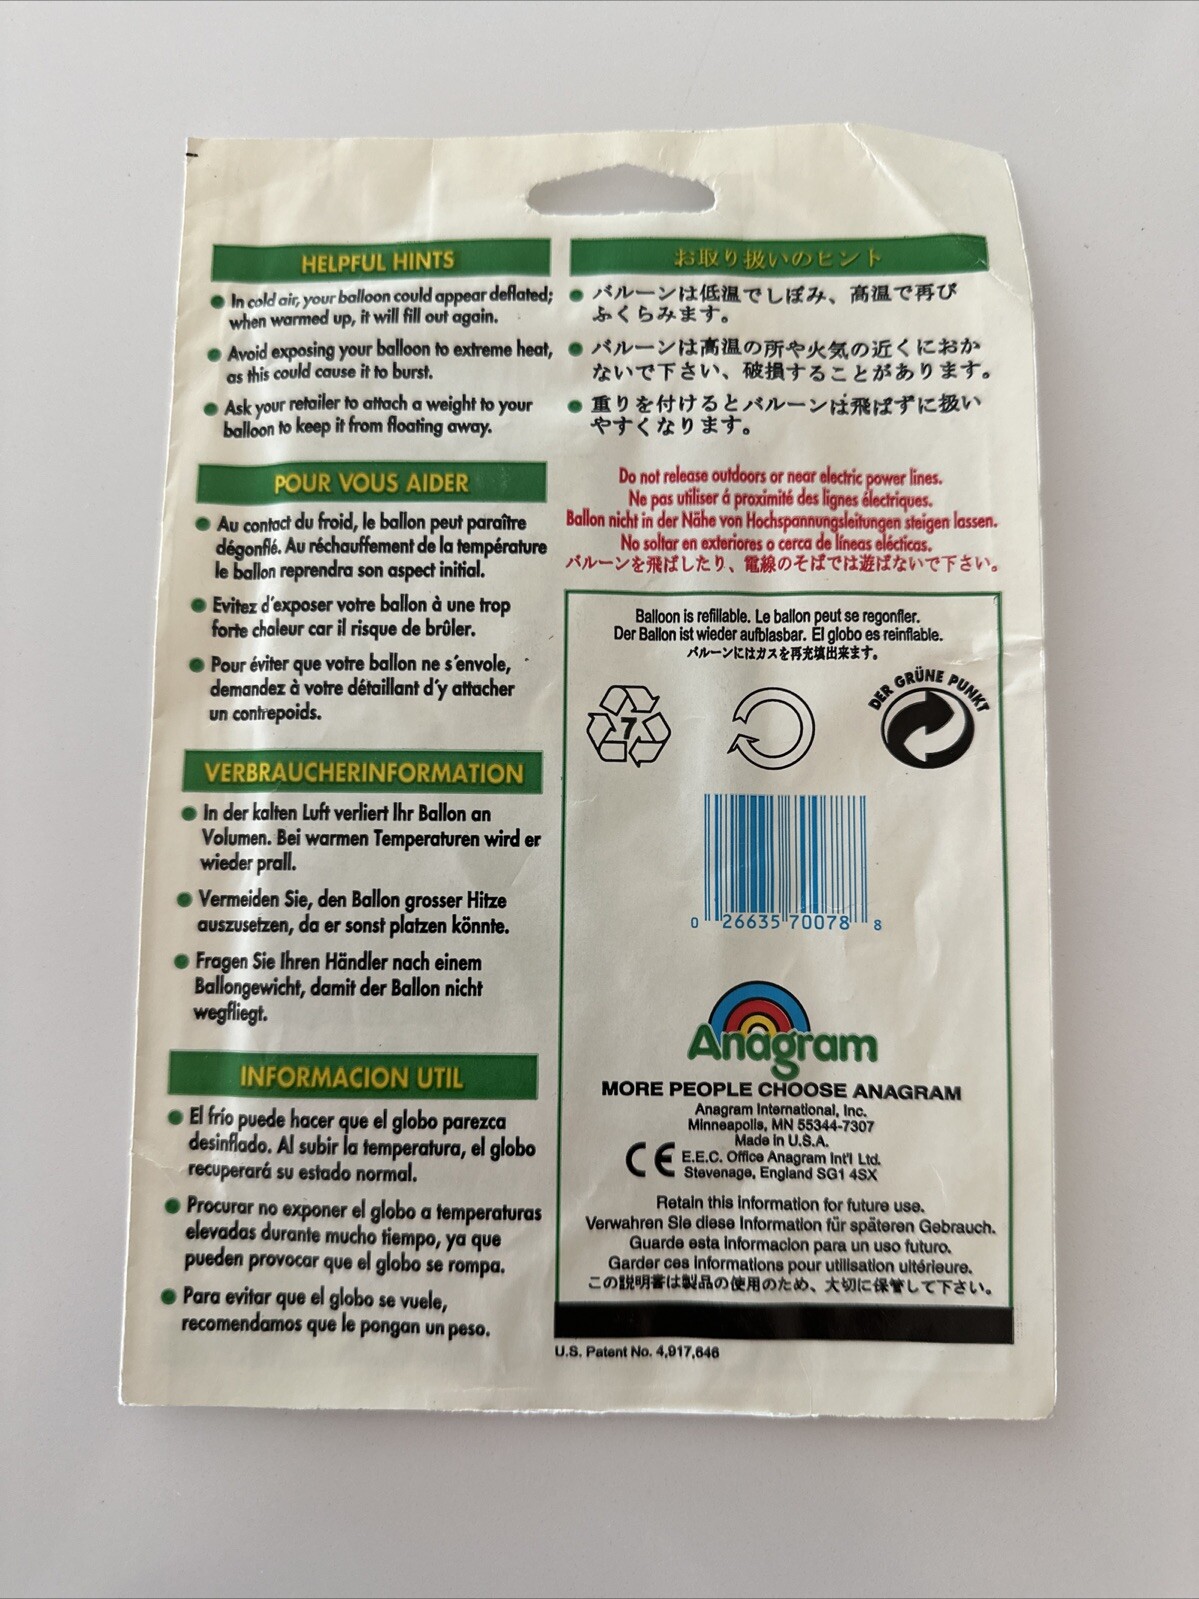 HELPFUL HINTS
In cold air, your balloon could appear deflated;
when warmed up, it will fill out again.
Avoid exposing your balloon to extreme heat,
as this could cause it to burst.
Ask your retailer to attach a weight to your
balloon to keep it from floating away.
POUR VOUS AIDER
Au contact du froid, le ballon peut paraître
dégonflé. Au réchauffement de la température
le ballon reprendra son aspect initial.
Evitez d'exposer votre ballon à une trop
forte chaleur car il risque de brûler.
Pour éviter que votre ballon ne s'envole,
demandez à votre détaillant d'y attacher
un contrepoids.
VERBRAUCHERINFORMATION
In der kalten Luft verliert Ihr Ballon an
Volumen. Bei warmen Temperaturen wird er
wieder prall.
Vermeiden Sie, den Ballon grosser Hitze
auszusetzen, da er sonst platzen könnte.
Fragen Sie Ihren Händler nach einem
Ballongewicht, damit der Ballon nicht
wegfliegt.
INFORMACION UTIL
El frío puede hacer que el globo parezca
desinflado. Al subir la temperatura, el globo
recuperará su estado normal.
Procurar no exponer el globo a temperaturas
elevadas durante mucho tiempo, ya que
pueden provocar que el globo se rompa.
Para evitar que el globo se vuele,
recomendamos que le pongan un peso.
お取り扱いのヒント
バルーンは低温でしぼみ、高温で再び
ふくらみます。
バルーンは高温の所や火気の近くにおか
ないで下さい、破損することがあります。
重りを付けるとバルーンは飛ばずに扱い
やすくなります。
Do not release outdoors or near electric power lines.
Ne pas utiliser á proximité des lignes électriques.
Ballon nicht in der Nähe von Hochspannungsleitungen steigen lassen.
No soltar en exteriores o cerca de líneas elécticas.
バルーンを飛ばしたり、電線のそばでは遊ばないで下さい。
Balloon is refillable. Le ballon peut se regonfler.
Der Ballon ist wieder aufblasbar. El globo es reinflable.
バルーンにはガスを再充填出来ます。
7
DER GRÜNE PUNKT
0 26635 70078 8
Anagram
MORE PEOPLE CHOOSE ANAGRAM
Anagram International, Inc.
Minneapolis, MN 55344-7307
Made in U.S.A.
CE E.E.C. Office Anagram Int'l Ltd.
Stevenage, England SG1 4SX
Retain this information for future use.
Verwahren Sie diese Information für späteren Gebrauch.
Guarde esta informacion para un uso futuro.
Garder ces informations pour utilisation ultérieure.
この説明書は製品の使用のため、大切に保管して下さい。
U.S. Patent No. 4,917,646